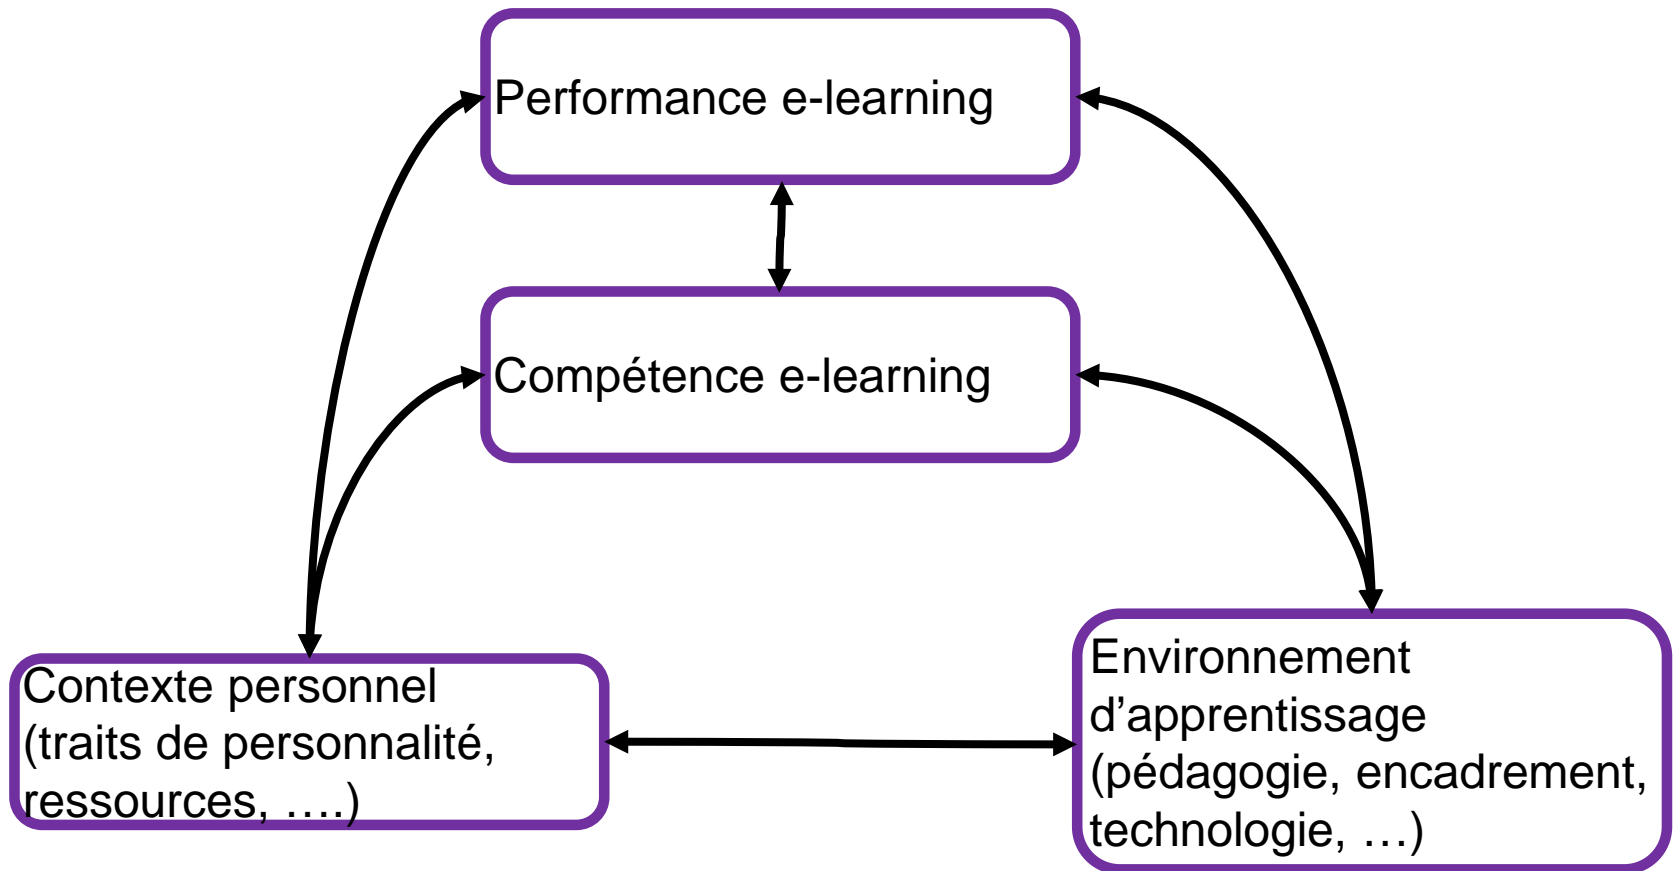 Performance e-learning
Compétence e-learning
Contexte personnel
(traits de personnalité,
ressources, ….)
Environnement
d’apprentissage
(pédagogie, encadrement,
technologie, …)